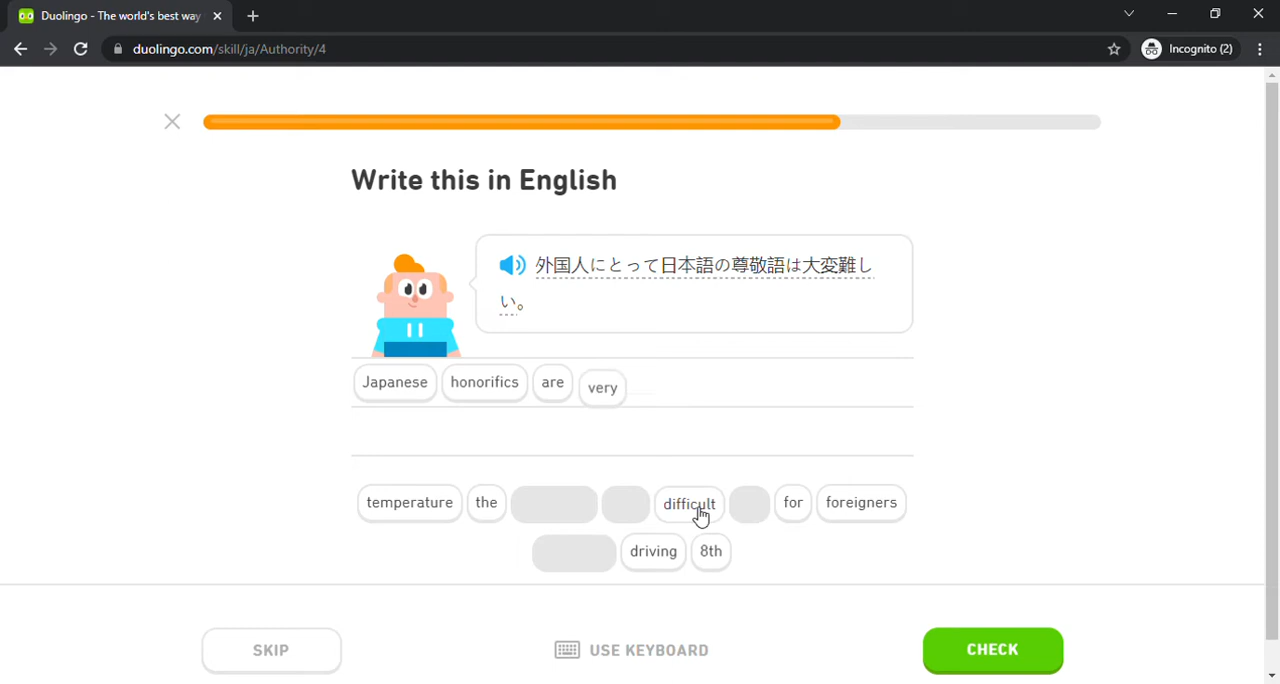 Duolingo - The world's best way
duolingo.com/skill/ja/Authority/4
Incognito (2)
Write this in English
外国人にとって日本語の尊敬語は大変難し
い。
Japanese honorifics are very
temperature the difficult for foreigners
driving 8th
SKIP USE KEYBOARD CHECK